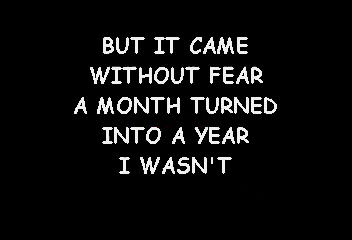 BUT IT CAME
WITHOUT FEAR
A MONTH TURNED
INTO A YEAR
I WASN'T